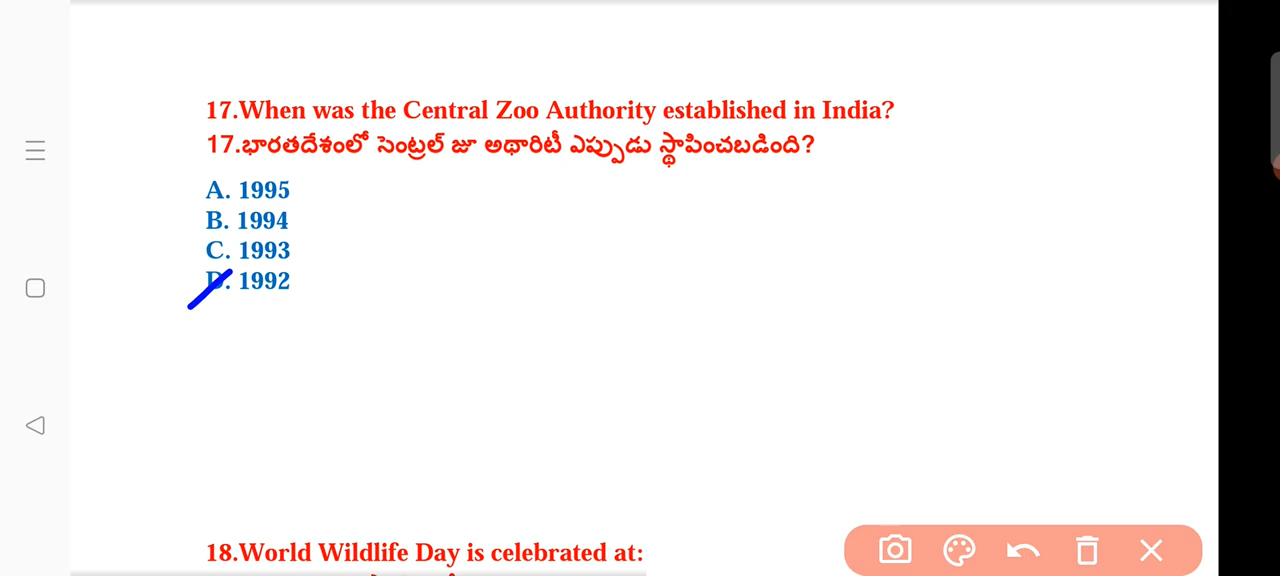 17.When was the Central Zoo Authority established in India?
17.భారతదేశంలో సెంట్రల్ జూ అథారిటీ ఎప్పుడు స్థాపించబడింది?
A. 1995
B. 1994
C. 1993
D. 1992
18.World Wildlife Day is celebrated at: